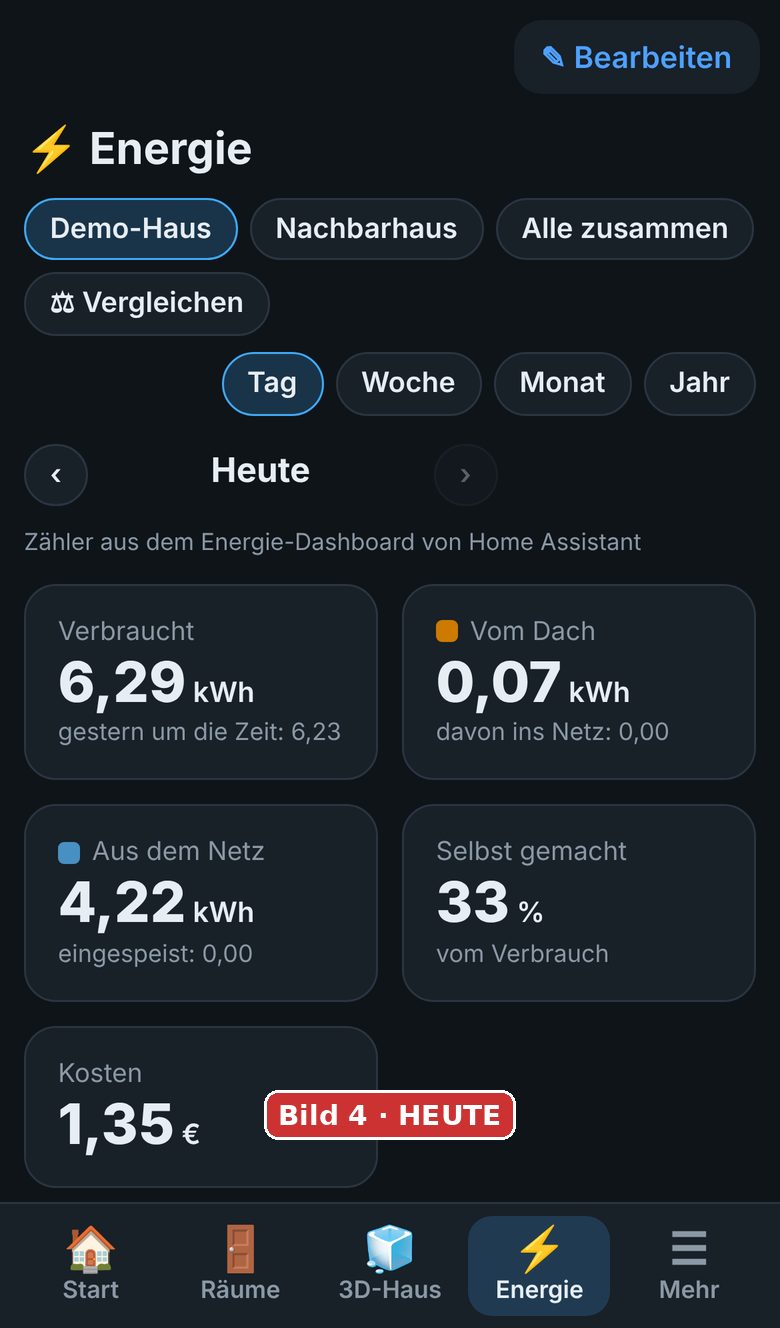 ✎ Bearbeiten
⚡ Energie
Demo-Haus
Nachbarhaus
Alle zusammen
⚖ Vergleichen
Tag
Woche
Monat
Jahr
‹
Heute
›
Zähler aus dem Energie-Dashboard von Home Assistant
Verbraucht
6,29 kWh
gestern um die Zeit: 6,23
Vom Dach
0,07 kWh
davon ins Netz: 0,00
Aus dem Netz
4,22 kWh
eingespeist: 0,00
Selbst gemacht
33 %
vom Verbrauch
Kosten
1,35 €
Bild 4 · HEUTE
Start
Räume
3D-Haus
Energie
Mehr